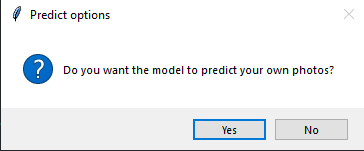 Predict options
Do you want the model to predict your own photos?
Yes
No